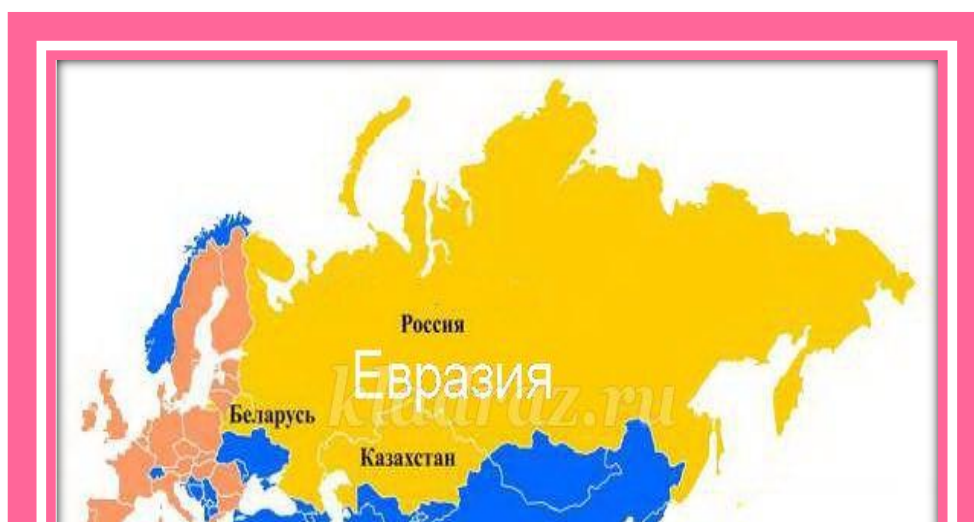 Россия
Евразия
kladraz.ru
Беларусь
Казахстан